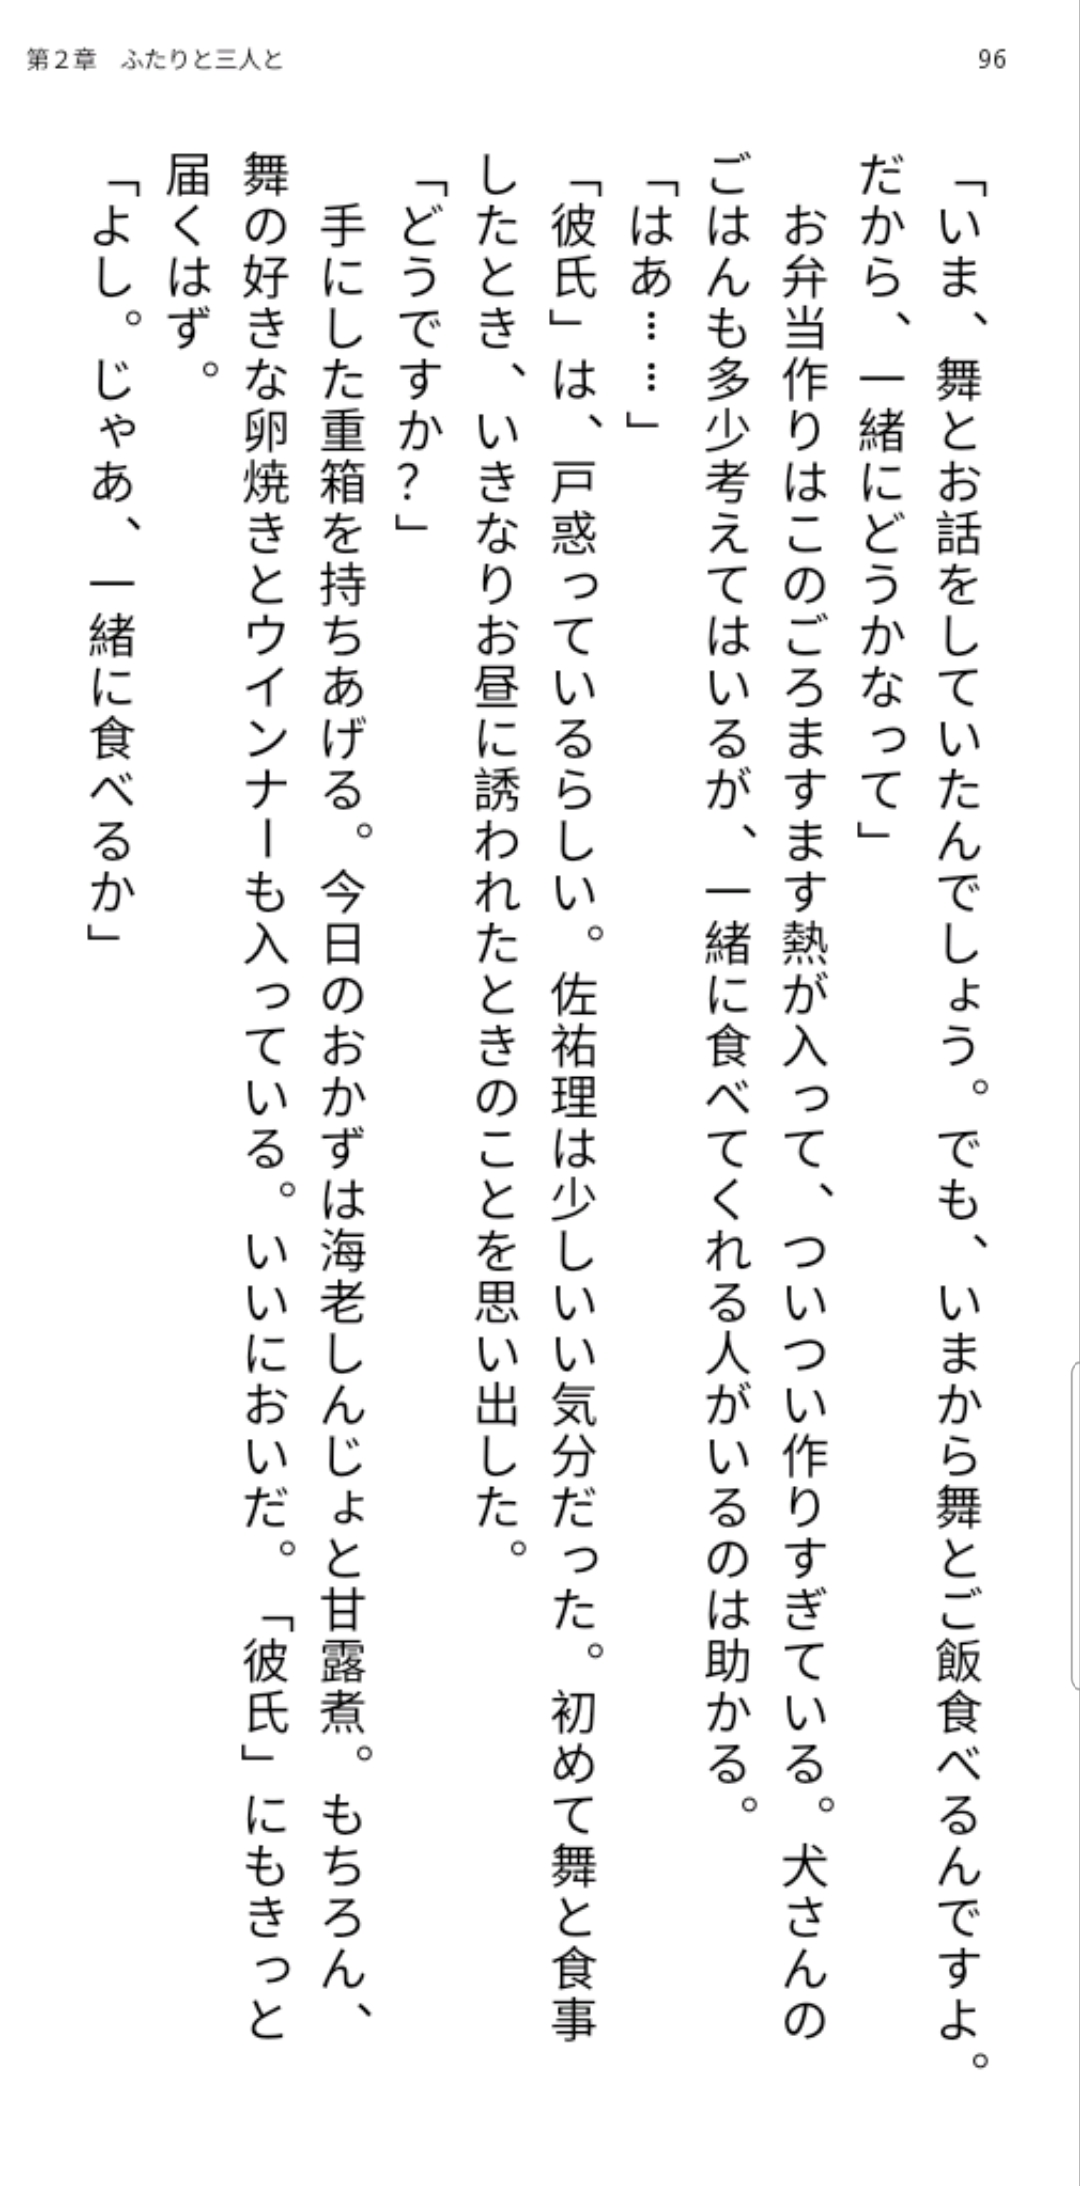 第2章　ふたりと三人と
96
「いま、舞とお話をしていたんでしょう。でも、いまから舞とご飯食べるんですよ。
だから、一緒にどうかなって」
　お弁当作りはこのごろますます熱が入って、ついつい作りすぎている。犬さんの
ごはんも多少考えてはいるが、一緒に食べてくれる人がいるのは助かる。
「はあ……」
「彼氏」は、戸惑っているらしい。佐祐理は少しいい気分だった。初めて舞と食事
したとき、いきなりお昼に誘われたときのことを思い出した。
「どうですか？」
　手にした重箱を持ちあげる。今日のおかずは海老しんじょと甘露煮。もちろん、
舞の好きな卵焼きとウインナーも入っている。いいにおいだ。「彼氏」にもきっと
届くはず。
「よし。じゃあ、一緒に食べるか」